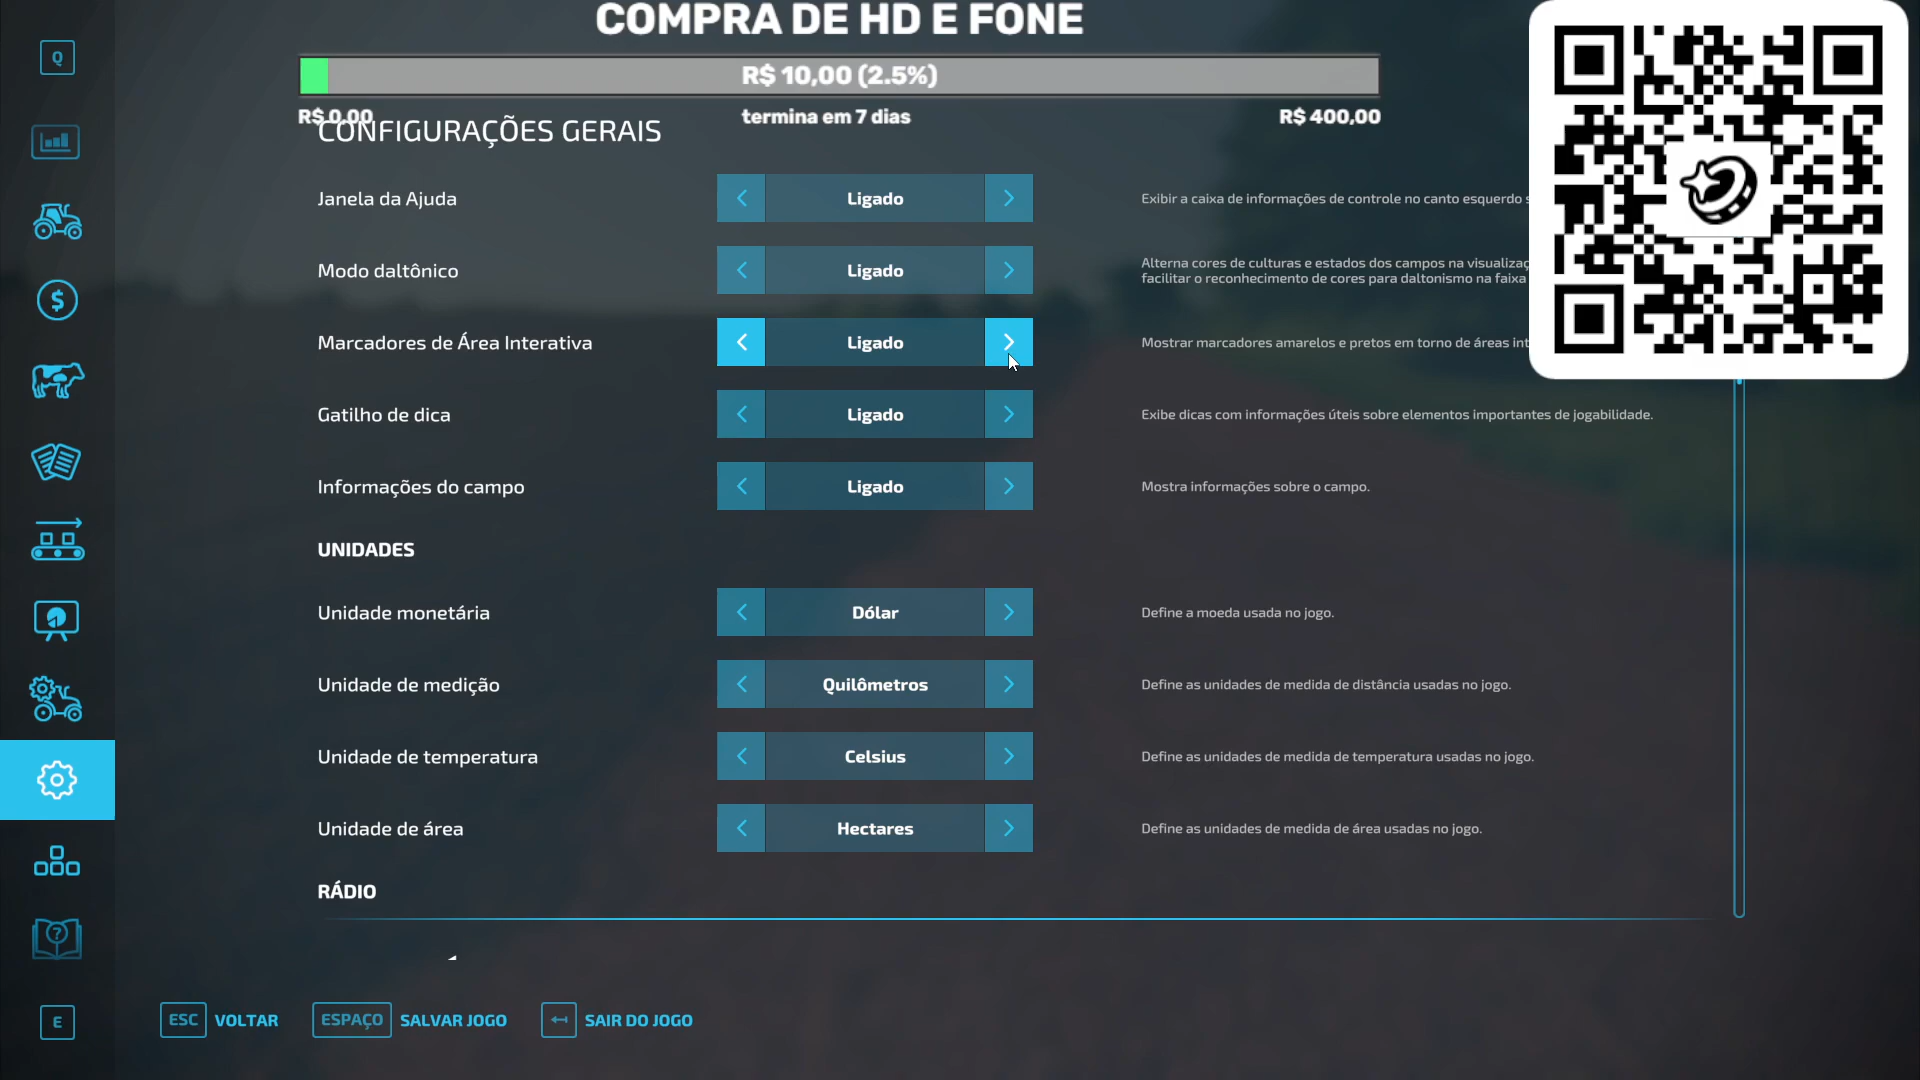 COMPRA DE HD E FONE
R$ 10,00 (2.5%)
R$ 0,00
termina em 7 dias
R$ 400,00
CONFIGURAÇÕES GERAIS
Q
Janela da Ajuda
Ligado
Exibir a caixa de informações de controle no canto esquerdo
Modo daltônico
Ligado
Alterna cores de culturas e estados dos campos na
facilitar o reconhecimento de cores para daltonismo na faixa
Marcadores de Área Interativa
Ligado
Mostrar marcadores amarelos e pretos em torno de áreas
Gatilho de dica
Ligado
Exibe dicas com informações úteis sobre elementos importantes de jogabilidade.
Informações do campo
Ligado
Mostra informações sobre o campo.
UNIDADES
Unidade monetária
Dólar
Define a moeda usada no jogo.
Unidade de medição
Quilômetros
Define as unidades de medida de distância usadas no jogo.
Unidade de temperatura
Celsius
Define as unidades de medida de temperatura usadas no jogo.
Unidade de área
Hectares
Define as unidades de medida de área usadas no jogo.
RÁDIO
E
ESC VOLTAR
ESPAÇO SALVAR JOGO
SAIR DO JOGO